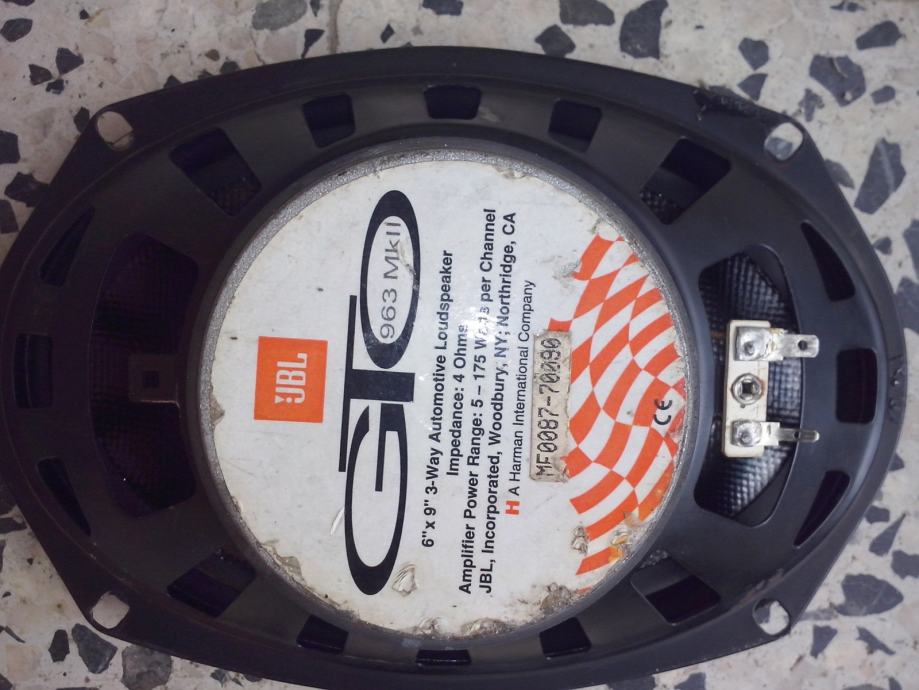 JBL
GTO
963 MkII
6" x 9" 3-Way Automotive Loudspeaker
Impedance: 4 Ohms
Amplifier Power Range: 5 – 175 Watts per Channel
JBL, Incorporated, Woodbury, NY; Northridge, CA
H A Harman International Company
MF0087-70090
CE